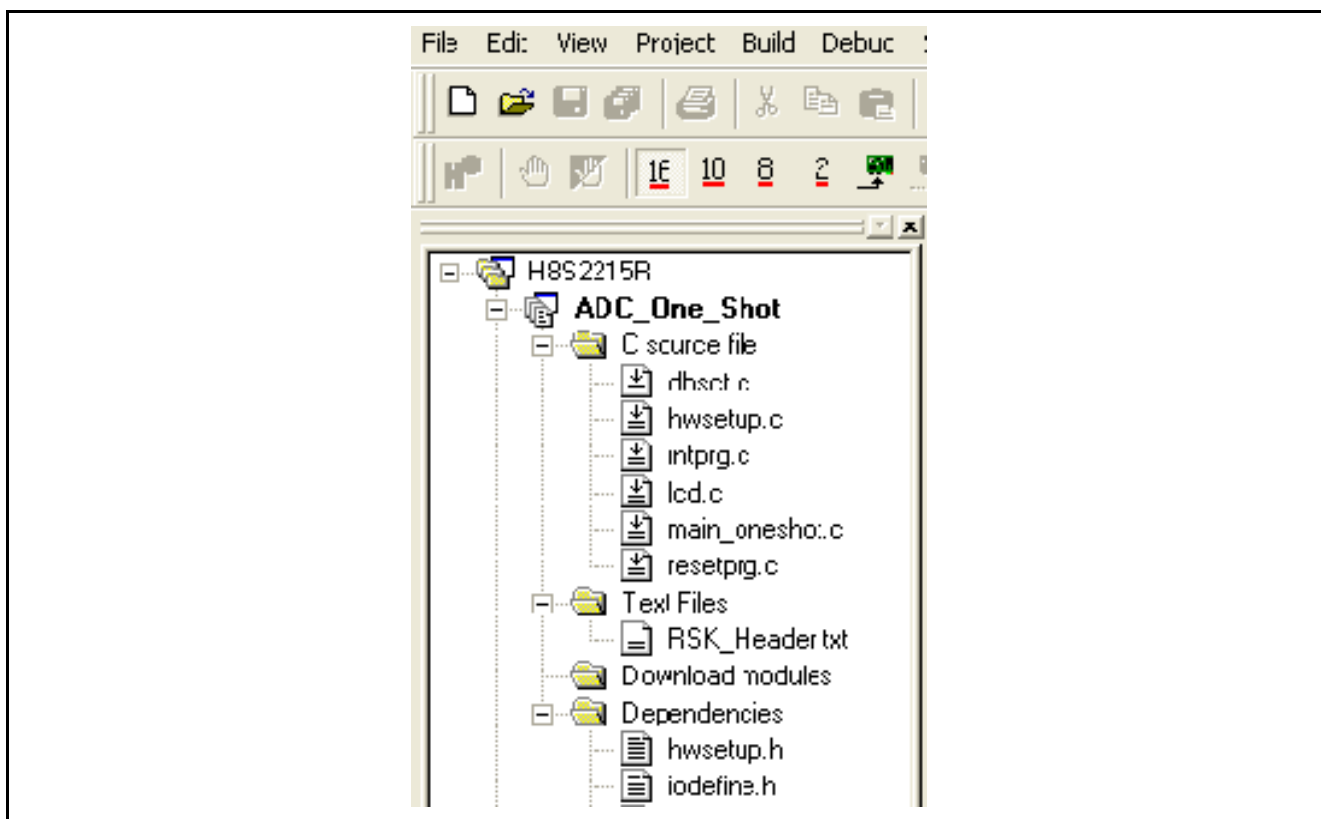 File Edit View Project Build Debug
16 10 8 2
H8S2215R
ADC_One_Shot
C source file
dbsct.c
hwsetup.c
intprg.c
lcd.c
main_oneshot.c
resetprg.c
Text Files
RSK_Header.txt
Download modules
Dependencies
hwsetup.h
iodefine.h